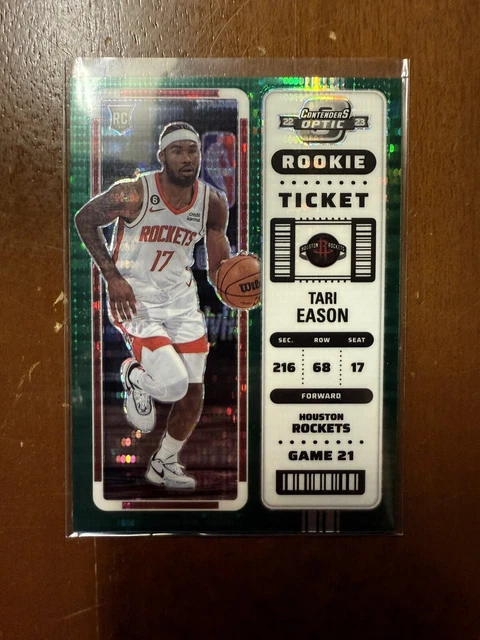 RC
CONTENDERS
22 OPTIC 23
ROOKIE
TICKET
HOUSTON ROCKETS
TARI
EASON
SEC. ROW SEAT
216 68 17
FORWARD
HOUSTON
ROCKETS
GAME 21
6
ROCKETS
17
Wilson